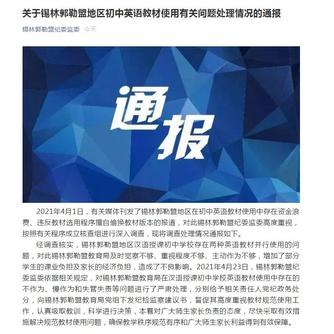 关于锡林郭勒盟地区初中英语教材使用有关问题处理情况的通报
锡林郭勒盟纪委监委 今天
通报
2021年4月1日，有关媒体刊发了锡林郭勒盟地区在初中英语教材使用中存在资金浪
费、违反教材选用程序擅自偷换教材版本的报道，对此锡林郭勒盟纪委监委高度重视，
按照有关程序成立核查组进行深入调查，现将调查处理情况通报如下。
经调查核实，锡林郭勒盟地区汉语授课初中学校存在两种英语教材并行使用的问
题，对此锡林郭勒盟教育局及时觉察不够、重视程度不够、主动作为不够，增加了部分
学生的课业负担及家长的经济负担，造成了不良影响。2021年4月23日，锡林郭勒盟纪
委监委依据相关规定，对锡林郭勒盟教育局在汉语授课初中学校英语教材使用中存在的
不作为、慢作为和失管失责等问题进行了严肃处理，分别给予相关责任人党纪政务处
分，向锡林郭勒盟教育局党组下发纪检监察建议书，督促其高度重视教材规范使用工
作，认真吸取教训，科学进行决策，本着对广大师生家长负责的态度，尽快采取有效措
施解决规范教材使用问题，确保教学秩序规范有序和广大师生家长利益得到有效保障。